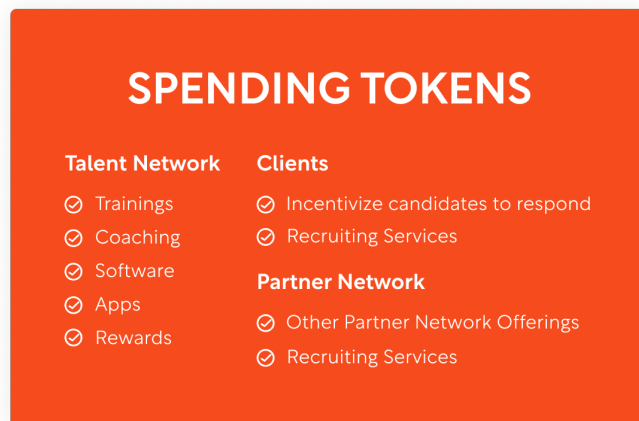 SPENDING TOKENS
Talent Network
Trainings
Coaching
Software
Apps
Rewards
Clients
Incentivize candidates to respond
Recruiting Services
Partner Network
Other Partner Network Offerings
Recruiting Services